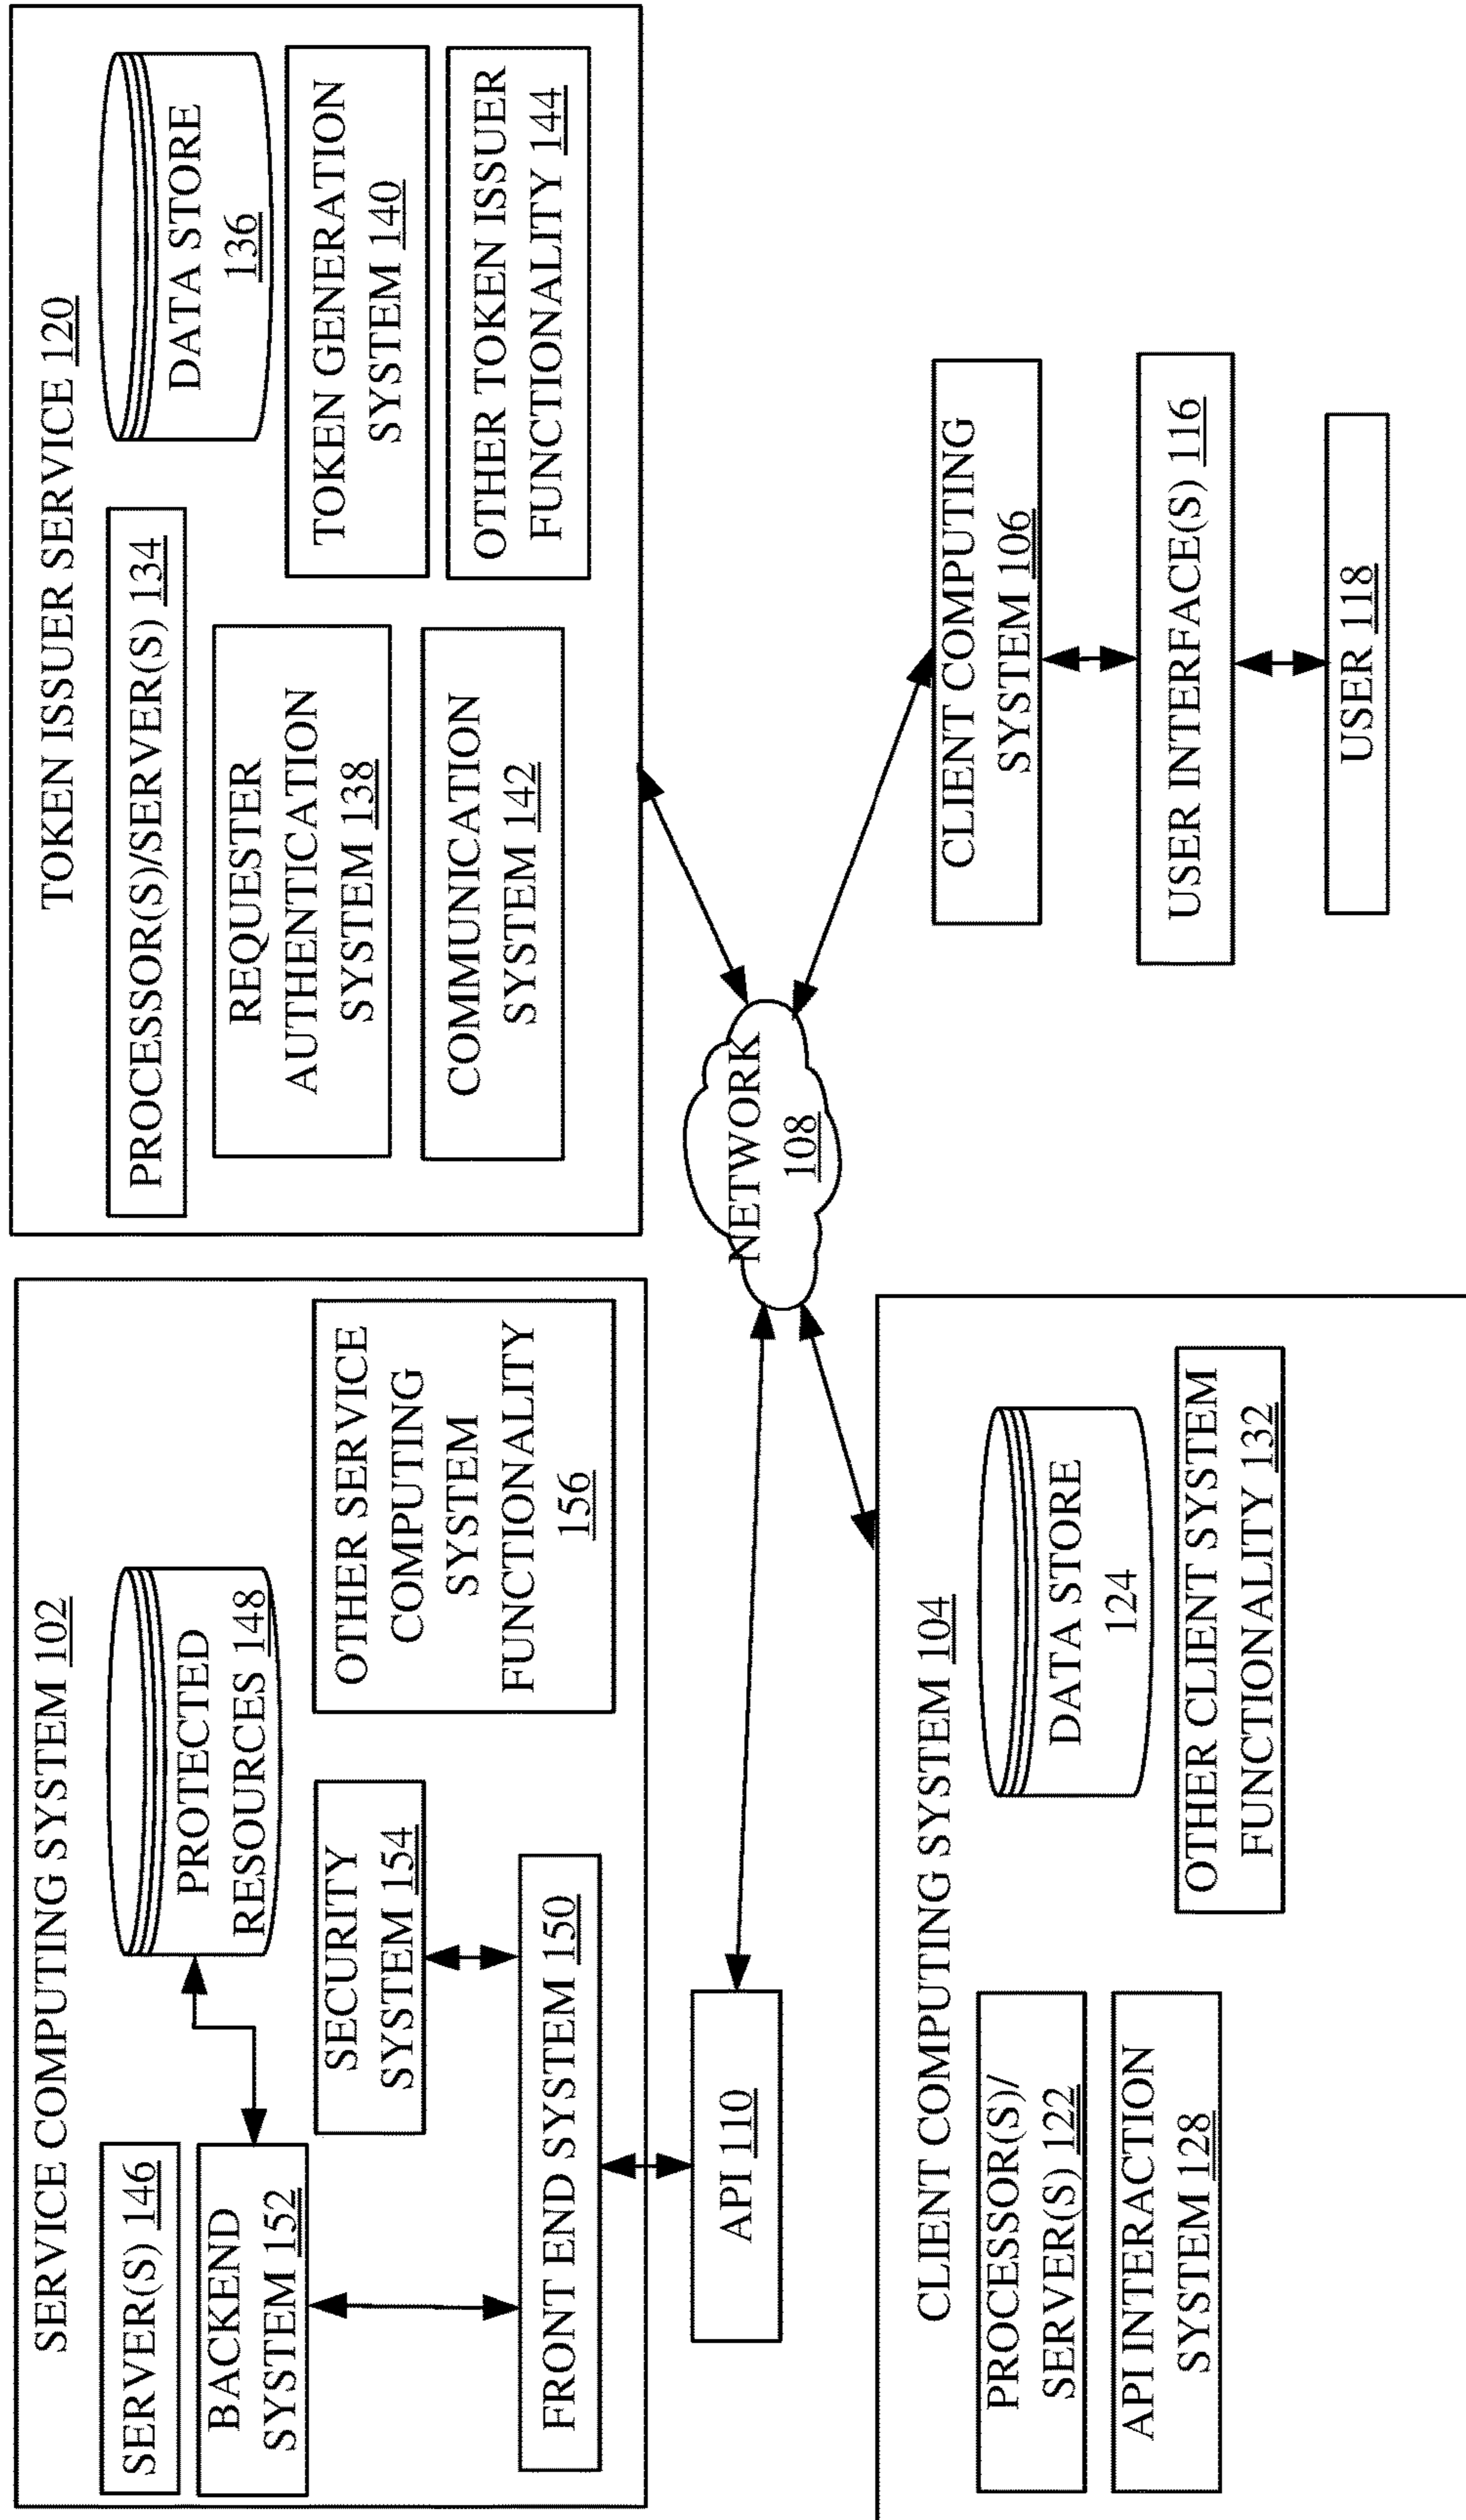 SERVICE COMPUTING SYSTEM 102
SERVER(S) 146
BACKEND
SYSTEM 152
PROTECTED
RESOURCES 148
SECURITY
SYSTEM 154
OTHER SERVICE
COMPUTING
SYSTEM
FUNCTIONALITY
156
FRONT END SYSTEM 150
API 110
TOKEN ISSUER SERVICE 120
PROCESSOR(S)/SERVER(S) 134
DATA STORE
136
REQUESTER
AUTHENTICATION
SYSTEM 138
TOKEN GENERATION
SYSTEM 140
COMMUNICATION
SYSTEM 142
OTHER TOKEN ISSUER
FUNCTIONALITY 144
NETWORK
108
CLIENT COMPUTING SYSTEM 104
PROCESSOR(S)/
SERVER(S) 122
DATA STORE
124
API INTERACTION
SYSTEM 128
OTHER CLIENT SYSTEM
FUNCTIONALITY 132
CLIENT COMPUTING
SYSTEM 106
USER INTERFACE(S) 116
USER 118